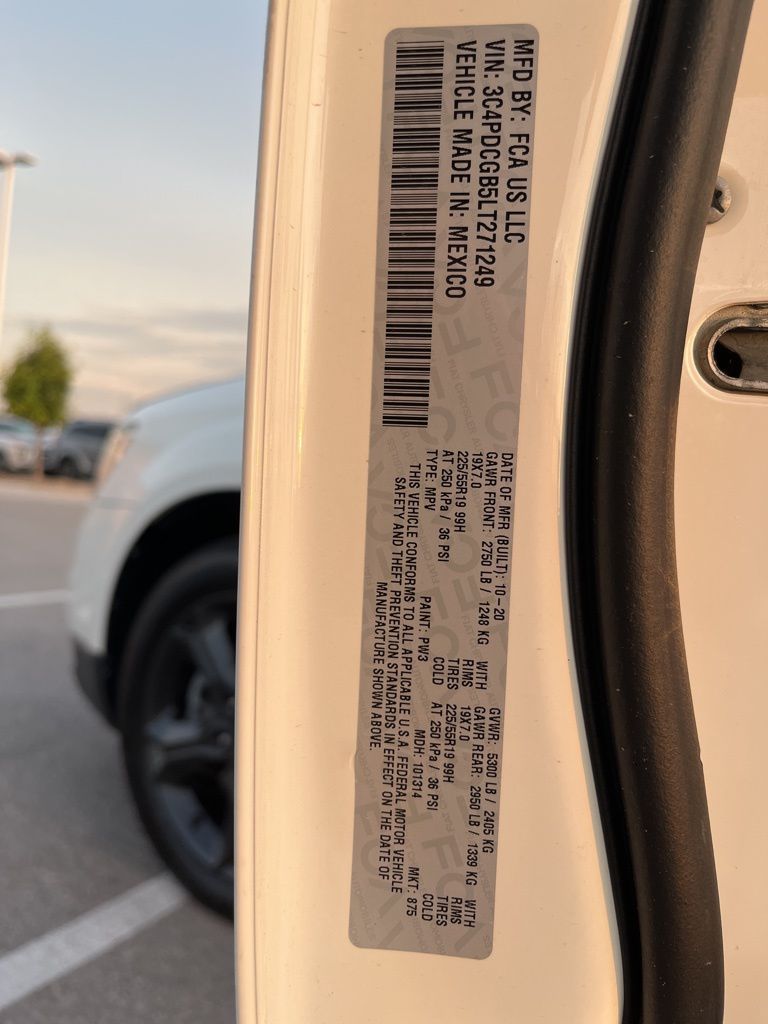 MFD BY: FCA US LLC
VIN: 3C4PDCGB5LT271249
VEHICLE MADE IN: MEXICO
DATE OF MFR (BUILT): 10-20 GVWR: 5300 LB / 2405 KG
GAWR FRONT: 2750 LB / 1248 KG WITH GAWR REAR: 2950 LB / 1339 KG WITH
19X7.0 RIMS 19X7.0 RIMS
225/55R19 99H TIRES 225/55R19 99H TIRES
AT 250 kPa / 36 PSI COLD AT 250 kPa / 36 PSI COLD
TYPE: MPV PAINT: PW3 MDH: 101314 MKT: 875
THIS VEHICLE CONFORMS TO ALL APPLICABLE U.S.A. FEDERAL MOTOR VEHICLE
SAFETY AND THEFT PREVENTION STANDARDS IN EFFECT ON THE DATE OF
MANUFACTURE SHOWN ABOVE.